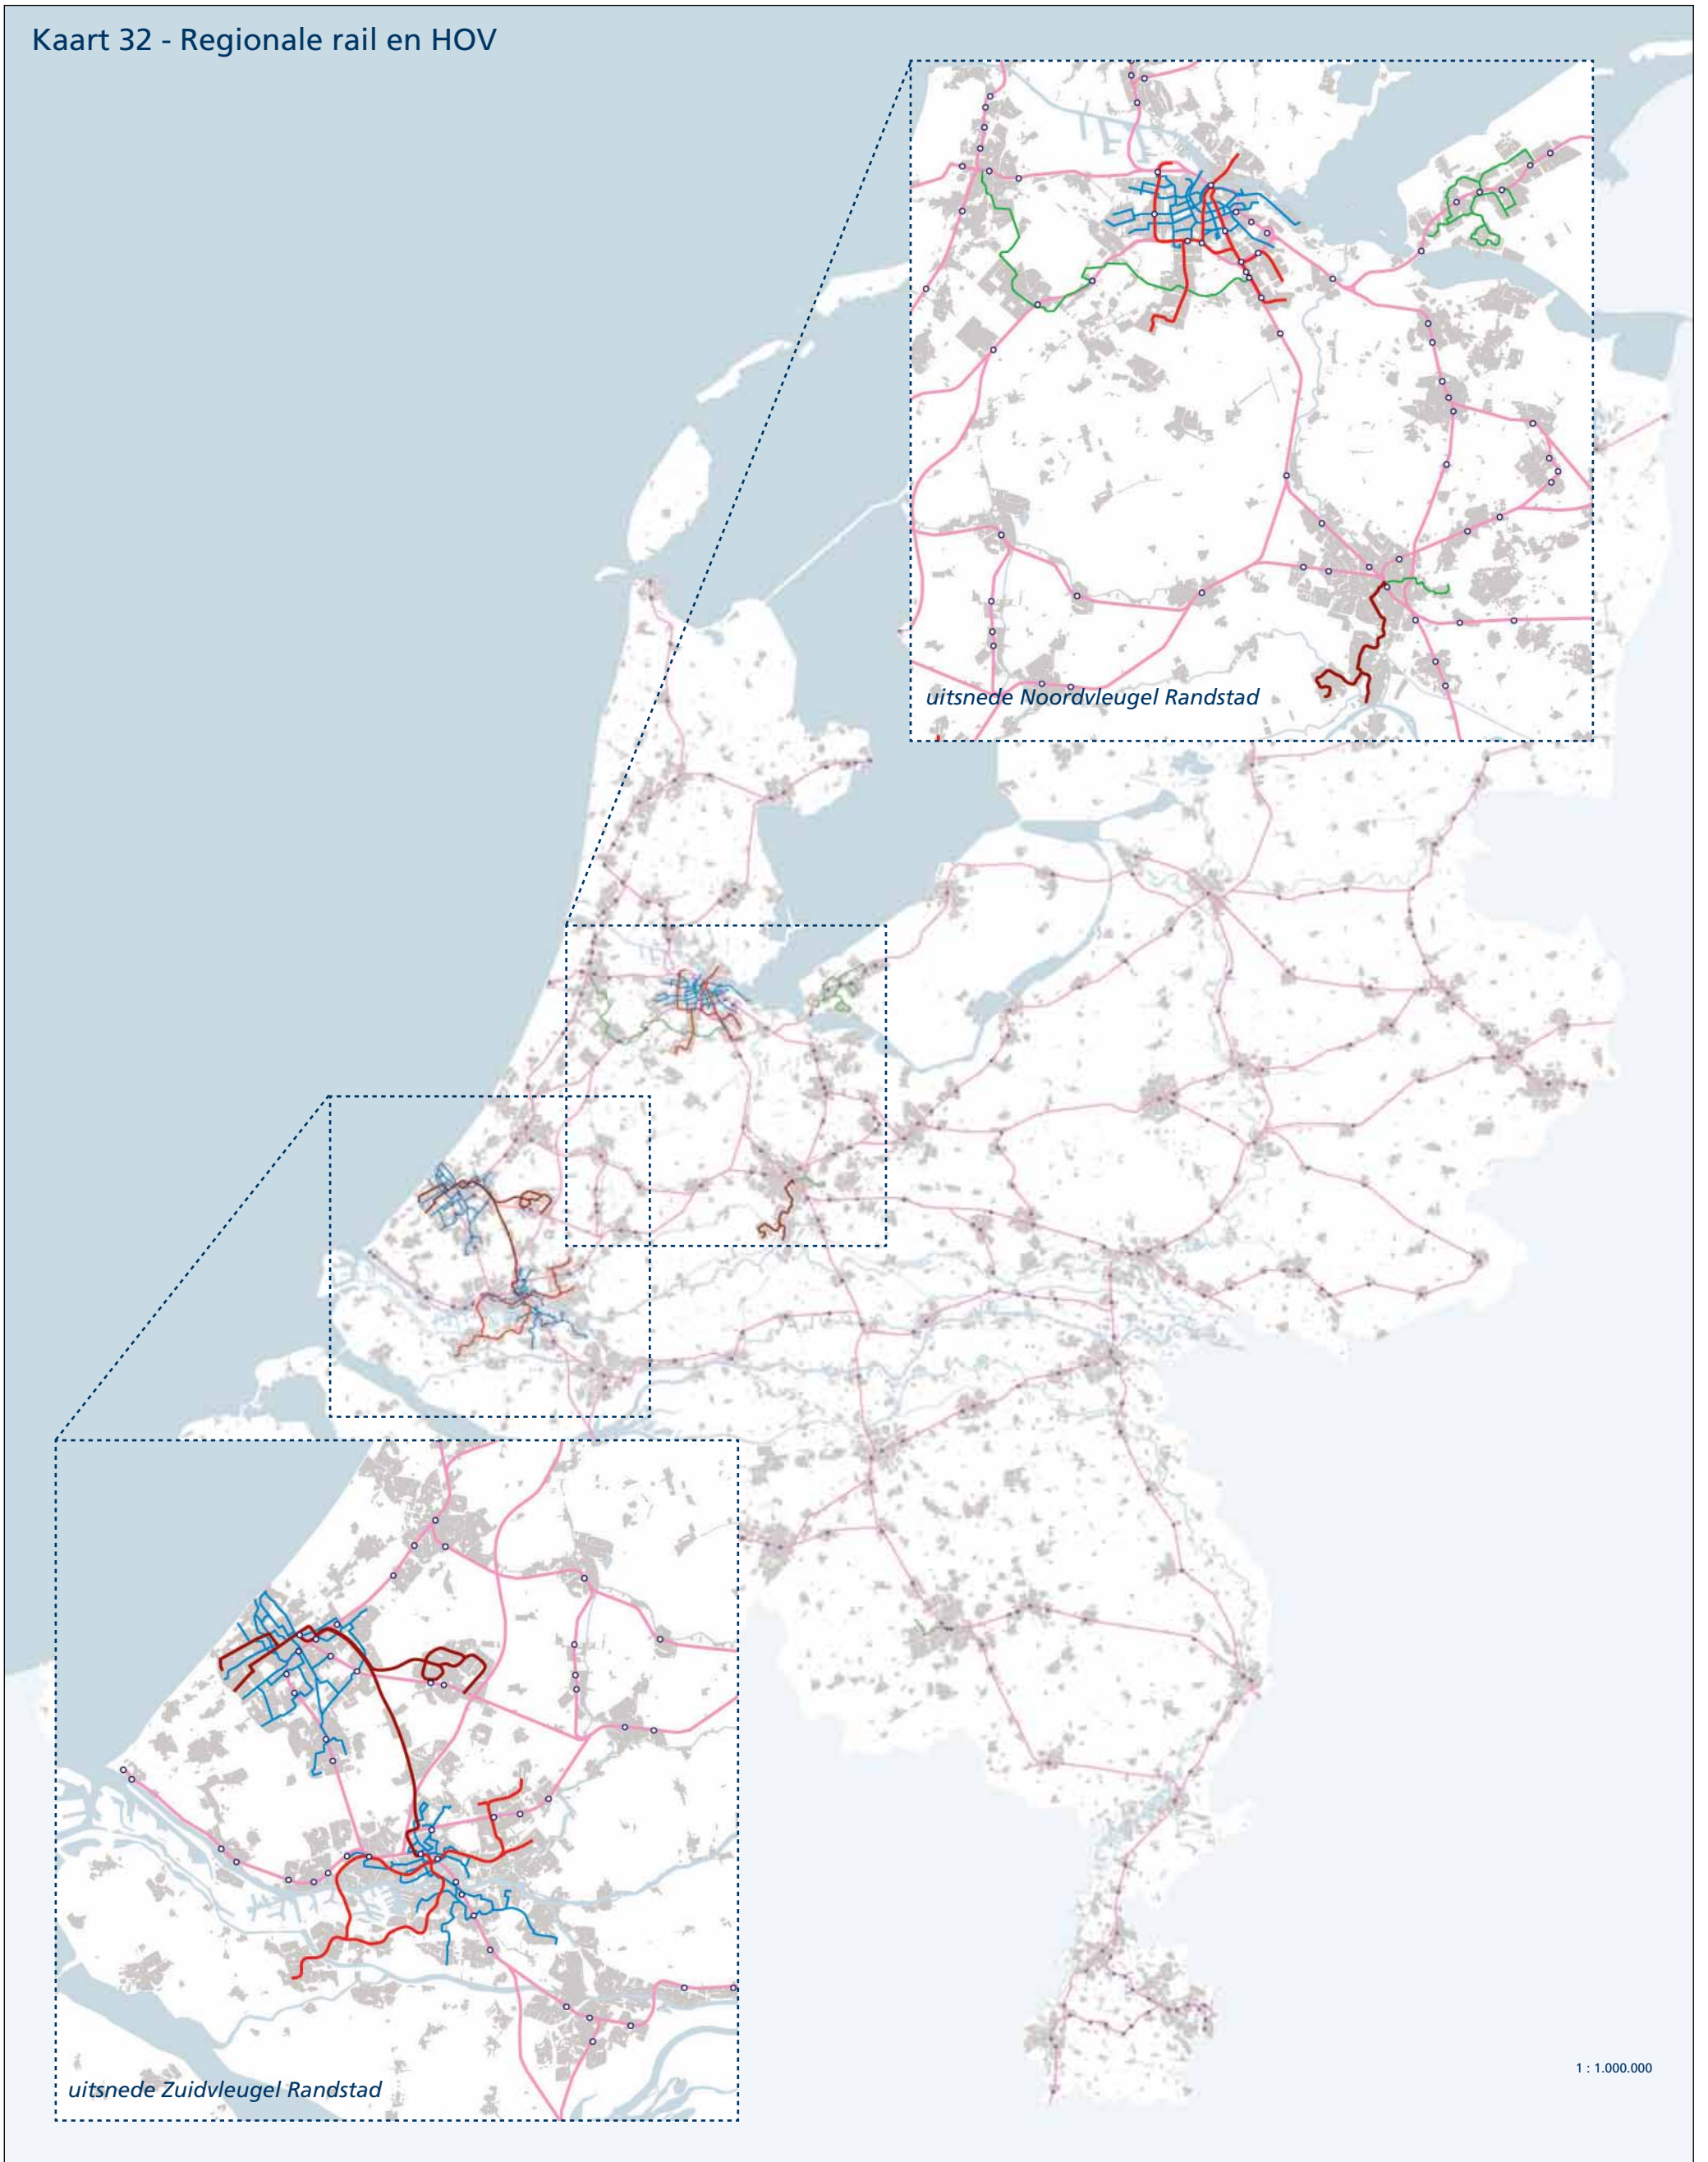 Kaart 32 - Regionale rail en HOV
uitsnede Noordvleugel Randstad
uitsnede Zuidvleugel Randstad
1 : 1.000.000